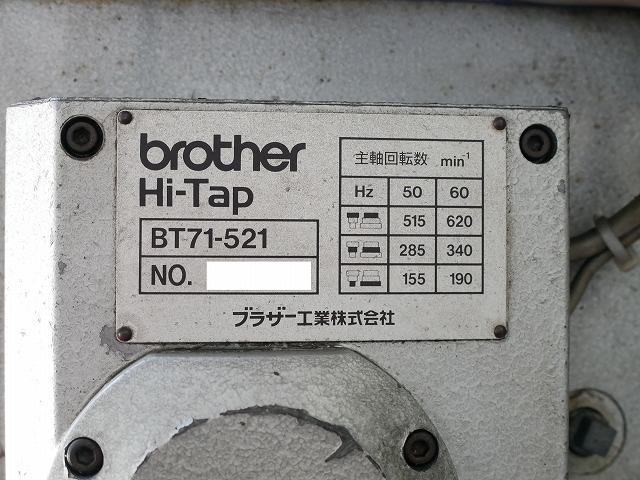 brother
Hi-Tap
BT71-521
NO.
主軸回転数 min⁻¹
Hz 50 60
515 620
285 340
155 190
ブラザー工業株式会社